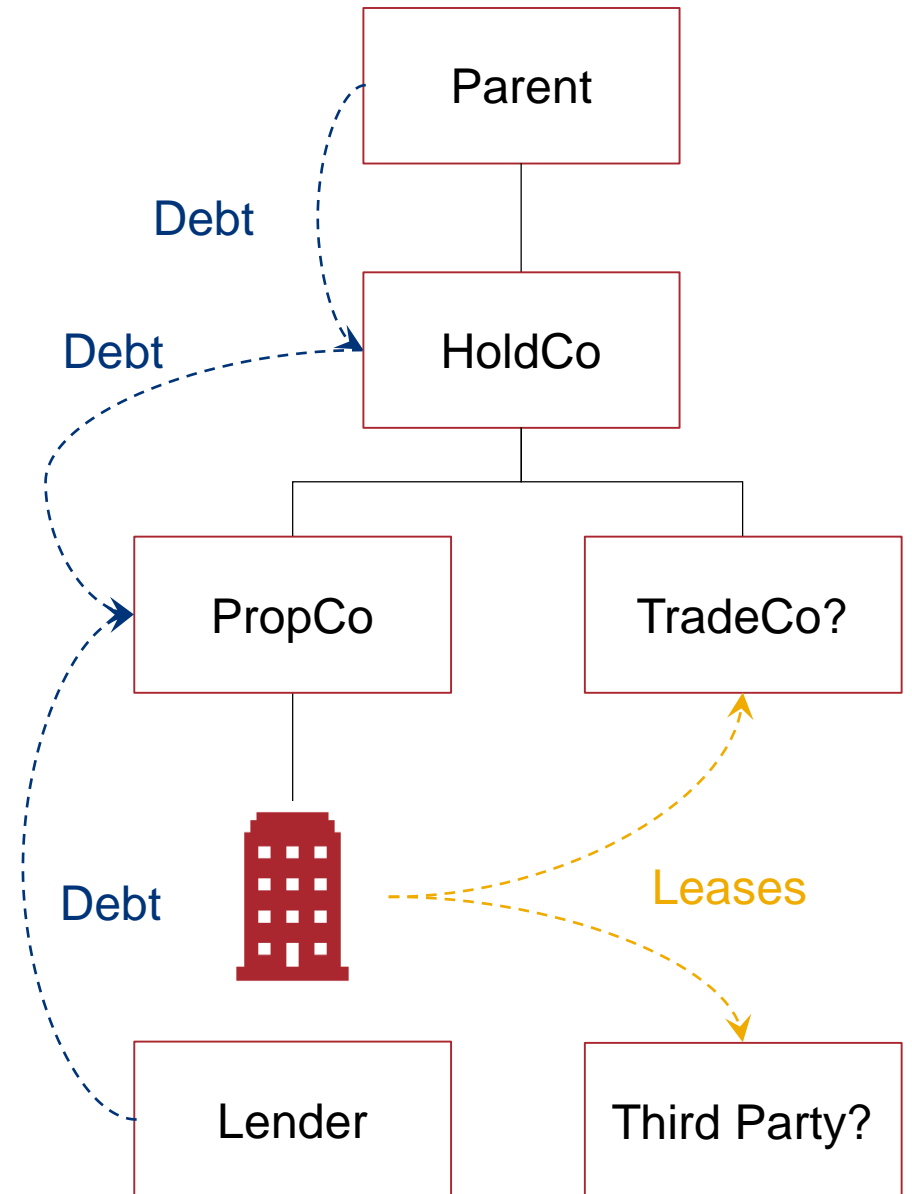 Parent
Debt
Debt
HoldCo
PropCo
TradeCo?
Debt
Leases
Lender
Third Party?